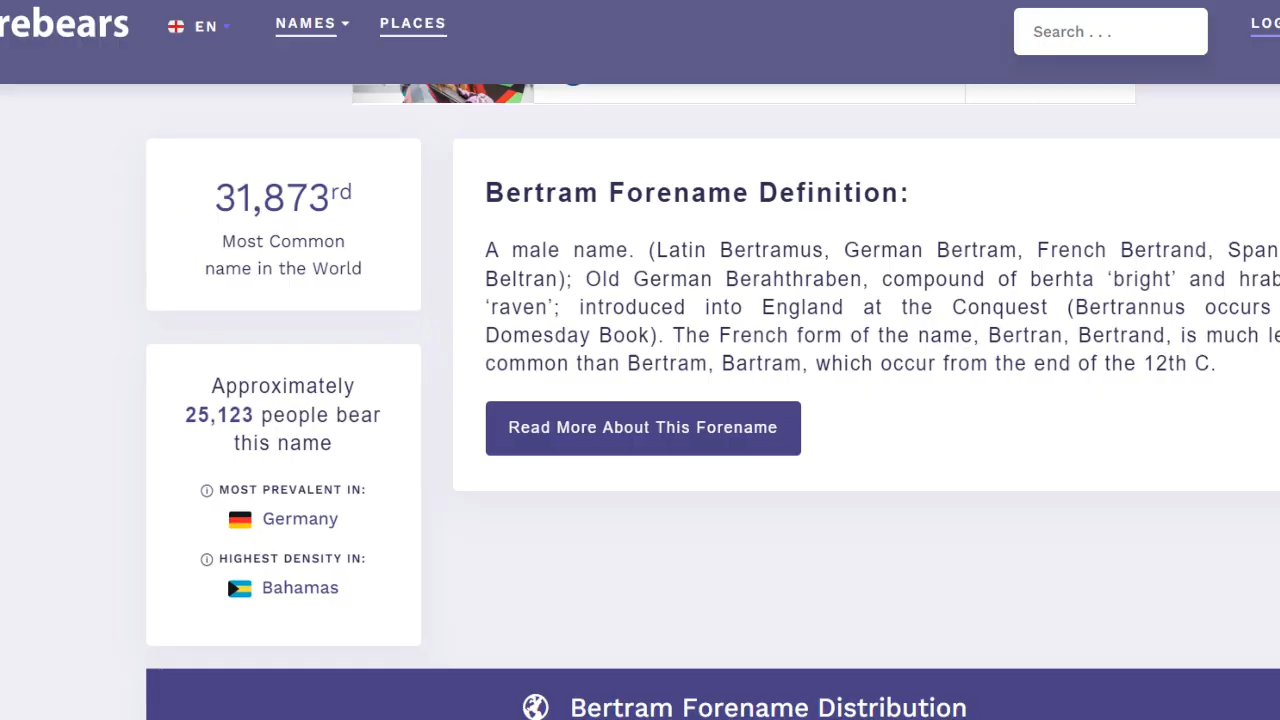 rebears
EN
NAMES
PLACES
Search . . .
31,873rd
Most Common
name in the World
Approximately
25,123 people bear
this name
MOST PREVALENT IN:
Germany
HIGHEST DENSITY IN:
Bahamas
Bertram Forename Definition:
A male name. (Latin Bertramus, German Bertram, French Bertrand, Span
Beltran); Old German Berahthraben, compound of berhta ‘bright’ and hrab
‘raven’; introduced into England at the Conquest (Bertrannus occurs
Domesday Book). The French form of the name, Bertran, Bertrand, is much le
common than Bertram, Bartram, which occur from the end of the 12th C.
Read More About This Forename
Bertram Forename Distribution